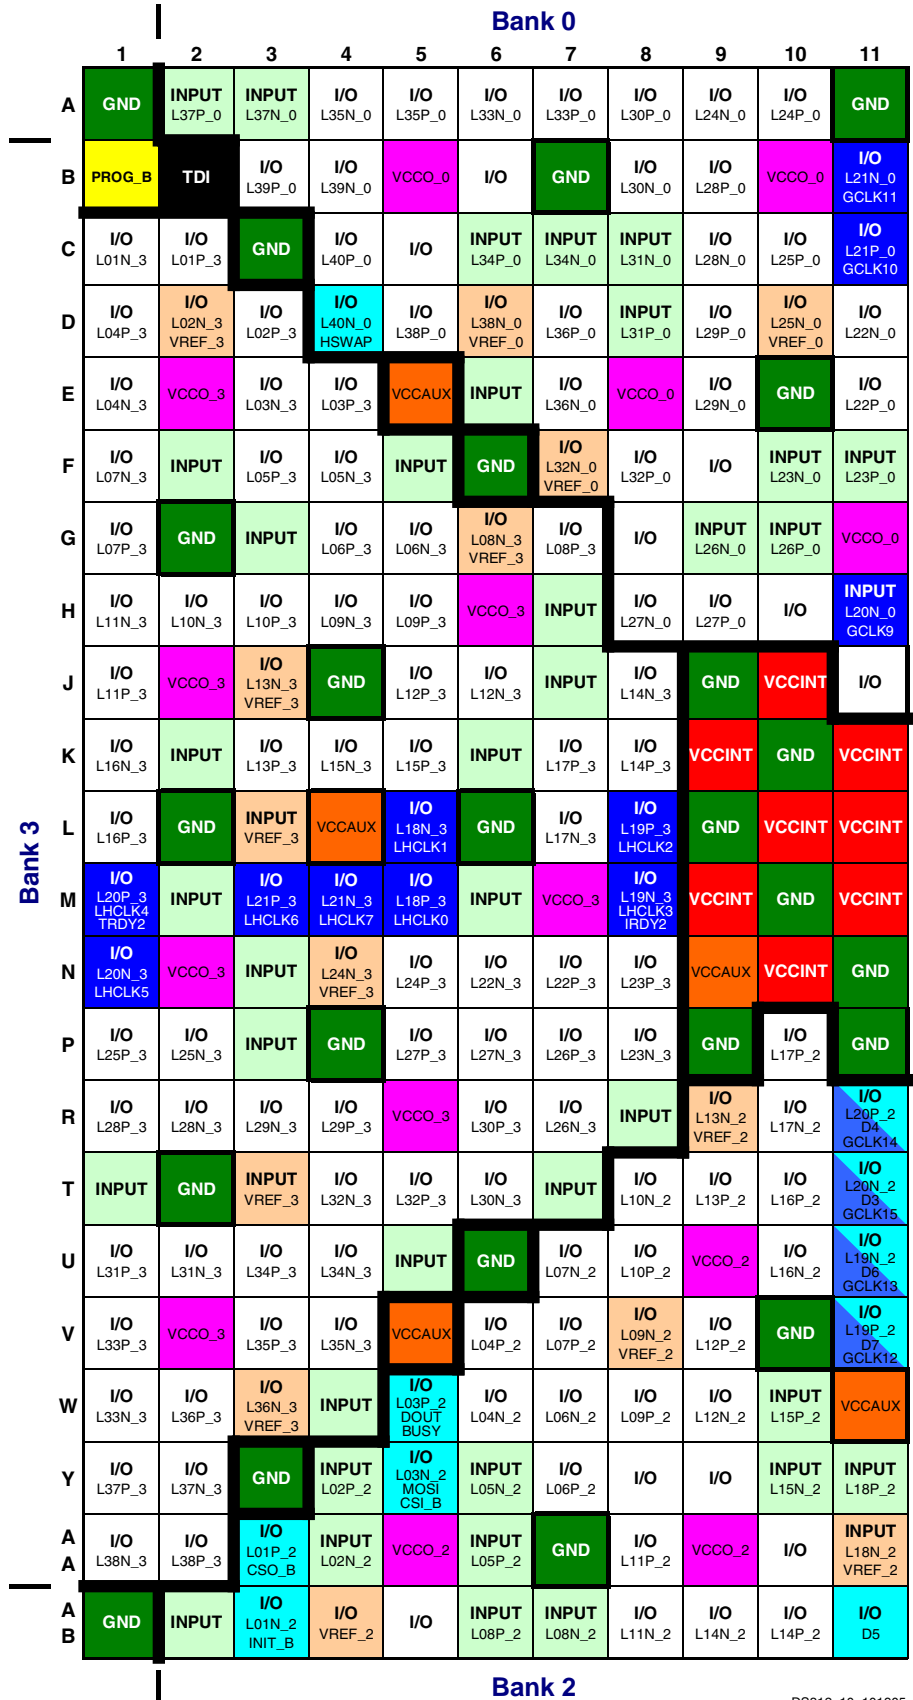 Bank 0
1 2 3 4 5 6 7 8 9 10 11
A GND INPUT L37P_0 INPUT L37N_0 I/O L35N_0 I/O L35P_0 I/O L33N_0 I/O L33P_0 I/O L30P_0 I/O L24N_0 I/O L24P_0 GND
B PROG_B TDI I/O L39P_0 I/O L39N_0 VCCO_0 I/O GND I/O L30N_0 I/O L28P_0 VCCO_0 I/O L21N_0 GCLK11
C I/O L01N_3 I/O L01P_3 GND I/O L40P_0 I/O INPUT L34P_0 INPUT L34N_0 INPUT L31N_0 I/O L28N_0 I/O L25P_0 I/O L21P_0 GCLK10
D I/O L04P_3 I/O L02N_3 VREF_3 I/O L02P_3 I/O L40N_0 HSWAP I/O L38P_0 I/O L38N_0 VREF_0 I/O L36P_0 INPUT L31P_0 I/O L29P_0 I/O L25N_0 VREF_0 I/O L22N_0
E I/O L04N_3 VCCO_3 I/O L03N_3 I/O L03P_3 VCCAUX INPUT I/O L36N_0 VCCO_0 I/O L29N_0 GND I/O L22P_0
F I/O L07N_3 INPUT I/O L05P_3 I/O L05N_3 INPUT GND I/O L32N_0 VREF_0 I/O L32P_0 I/O INPUT L23N_0 INPUT L23P_0
G I/O L07P_3 GND INPUT I/O L06P_3 I/O L06N_3 I/O L08N_3 VREF_3 I/O L08P_3 I/O INPUT L26N_0 INPUT L26P_0 VCCO_0
H I/O L11N_3 I/O L10N_3 I/O L10P_3 I/O L09N_3 I/O L09P_3 VCCO_3 INPUT I/O L27N_0 I/O L27P_0 I/O INPUT L20N_0 GCLK9
J I/O L11P_3 VCCO_3 I/O L13N_3 VREF_3 GND I/O L12P_3 I/O L12N_3 INPUT I/O L14N_3 GND VCCINT I/O
K I/O L16N_3 INPUT I/O L13P_3 I/O L15N_3 I/O L15P_3 INPUT I/O L17P_3 I/O L14P_3 VCCINT GND VCCINT
Bank 3
L I/O L16P_3 GND INPUT VREF_3 VCCAUX I/O L18N_3 LHCLK1 GND I/O L17N_3 I/O L19P_3 LHCLK2 GND VCCINT VCCINT
M I/O L20P_3 LHCLK4 TRDY2 INPUT I/O L21P_3 LHCLK6 I/O L21N_3 LHCLK7 I/O L18P_3 LHCLK0 INPUT VCCO_3 I/O L19N_3 LHCLK3 IRDY2 VCCINT GND VCCINT
N I/O L20N_3 LHCLK5 VCCO_3 INPUT I/O L24N_3 VREF_3 I/O L24P_3 I/O L22N_3 I/O L22P_3 I/O L23P_3 VCCAUX VCCINT GND
P I/O L25P_3 I/O L25N_3 INPUT GND I/O L27P_3 I/O L27N_3 I/O L26P_3 I/O L23N_3 GND I/O L17P_2 GND
R I/O L28P_3 I/O L28N_3 I/O L29N_3 I/O L29P_3 VCCO_3 I/O L30P_3 I/O L26N_3 INPUT I/O L13N_2 VREF_2 I/O L17N_2 I/O L20P_2 D4 GCLK14
T INPUT GND INPUT VREF_3 I/O L32N_3 I/O L32P_3 I/O L30N_3 INPUT I/O L10N_2 I/O L13P_2 I/O L16P_2 I/O L20N_2 D3 GCLK15
U I/O L31P_3 I/O L31N_3 I/O L34P_3 I/O L34N_3 INPUT GND I/O L07N_2 I/O L10P_2 VCCO_2 I/O L16N_2 I/O L19N_2 D6 GCLK13
V I/O L33P_3 VCCO_3 I/O L35P_3 I/O L35N_3 VCCAUX I/O L04P_2 I/O L07P_2 I/O L09N_2 VREF_2 I/O L12P_2 GND I/O L19P_2 D7 GCLK12
W I/O L33N_3 I/O L36P_3 I/O L36N_3 VREF_3 INPUT I/O L03P_2 DOUT BUSY I/O L04N_2 I/O L06N_2 I/O L09P_2 I/O L12N_2 INPUT L15P_2 VCCAUX
Y I/O L37P_3 I/O L37N_3 GND INPUT L02P_2 I/O L03N_2 MOSI CSI_B INPUT L05N_2 I/O L06P_2 I/O I/O INPUT L15N_2 INPUT L18P_2
A A I/O L38N_3 I/O L38P_3 I/O L01P_2 CSO_B INPUT L02N_2 VCCO_2 INPUT L05P_2 GND I/O L11P_2 VCCO_2 I/O INPUT L18N_2 VREF_2
A B GND INPUT I/O L01N_2 INIT_B I/O VREF_2 I/O INPUT L08P_2 INPUT L08N_2 I/O L11N_2 I/O L14N_2 I/O L14P_2 I/O D5
Bank 2